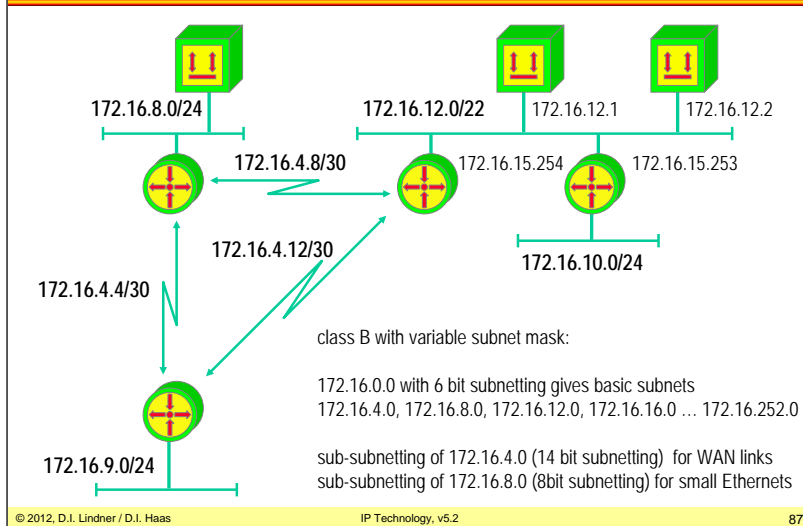 172.16.8.0/24
172.16.12.0/22
172.16.12.1
172.16.12.2
172.16.4.8/30
172.16.15.254
172.16.15.253
172.16.4.12/30
172.16.10.0/24
172.16.4.4/30
class B with variable subnet mask:
172.16.0.0 with 6 bit subnetting gives basic subnets
172.16.4.0, 172.16.8.0, 172.16.12.0, 172.16.16.0 … 172.16.252.0
172.16.9.0/24
sub-subnetting of 172.16.4.0 (14 bit subnetting) for WAN links
sub-subnetting of 172.16.8.0 (8bit subnetting) for small Ethernets
© 2012, D.I. Lindner / D.I. Haas
IP Technology, v5.2
87